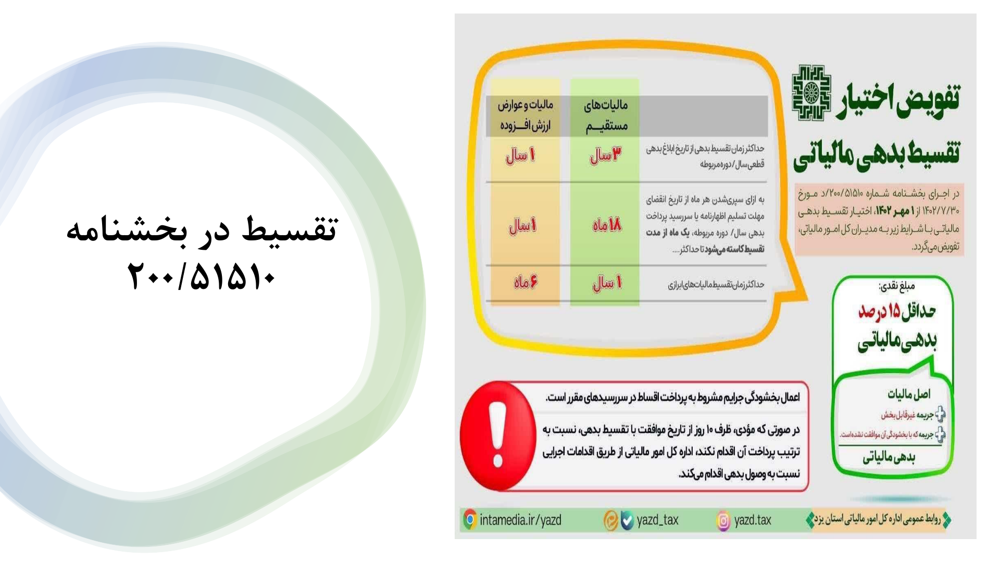 تقسیط در بخشنامه
۲۰۰/۵۱۵۱۰
تفویض اختیار
تقسیط بدهی مالیاتی
در اجرای بخشنامه شماره ۲۰۰/۵۱۵۱۰/د مورخ
۱۴۰۲/۷/۳۰ از ۱ مهر ۱۴۰۲، اختیار تقسیط بدهی
مالیاتی با شرایط زیر به مدیران کل امور مالیاتی،
تفویض می‌گردد.
مالیات‌های
مستقیم
مالیات و عوارض
ارزش افزوده
حداکثر زمان تقسیط بدهی از تاریخ ابلاغ بدهی
قطعی سال/دوره مربوطه
۳ سال
۱ سال
به ازای سپری‌شدن هر ماه از تاریخ انقضای
مهلت تسلیم اظهارنامه یا سررسید پرداخت
بدهی سال/ دوره مربوطه، یک ماه از مدت
تقسیط کاسته می‌شود تا حداکثر....
۱۸ ماه
۱ سال
حداکثر زمان تقسیط مالیات‌های ابرازی
۱ سال
۶ ماه
مبلغ نقدی:
حداقل ۱۵ درصد
بدهی مالیاتی
اصل مالیات
جریمه غیرقابل بخش
جریمه که با بخشودگی آن موافقت نشده‌است.
بدهی مالیاتی
اعمال بخشودگی جرایم مشروط به پرداخت اقساط در سررسیدهای مقرر است.
در صورتی که مؤدی، ظرف ۱۰ روز از تاریخ موافقت با تقسیط بدهی، نسبت به
ترتیب پرداخت آن اقدام نکند، اداره کل امور مالیاتی از طریق اقدامات اجرایی
نسبت به وصول بدهی اقدام می‌کند.
روابط عمومی اداره کل امور مالیاتی استان یزد
yazd.tax
yazd_tax
intamedia.ir/yazd